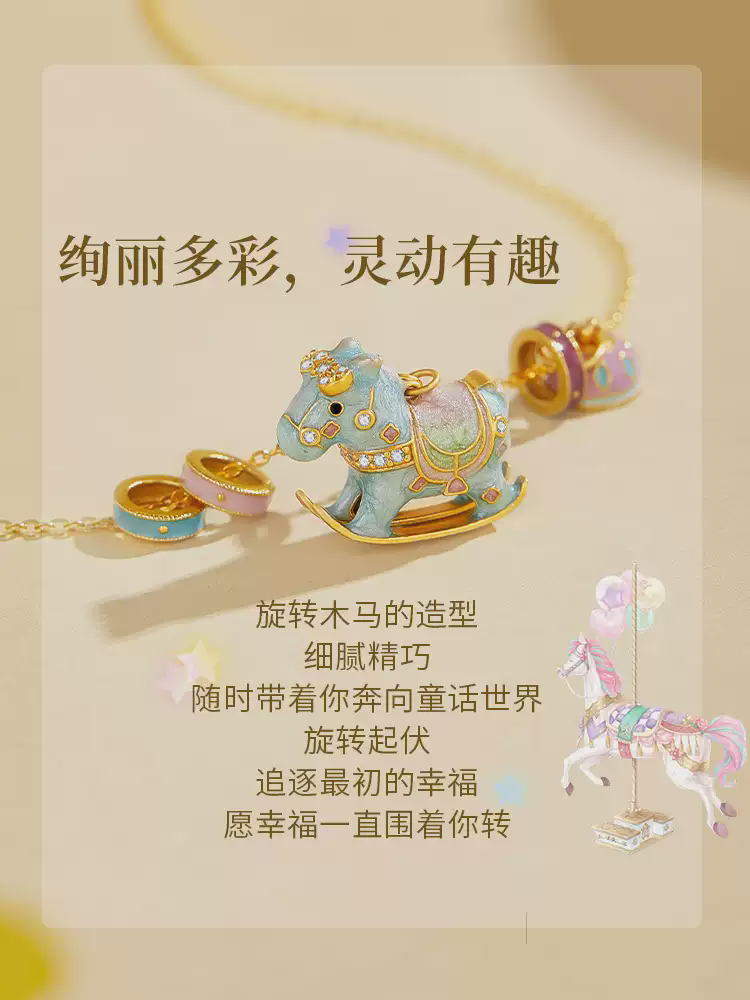 绚丽多彩，灵动有趣
旋转木马的造型
细腻精巧
随时带着你奔向童话世界
旋转起伏
追逐最初的幸福
愿幸福一直围着你转